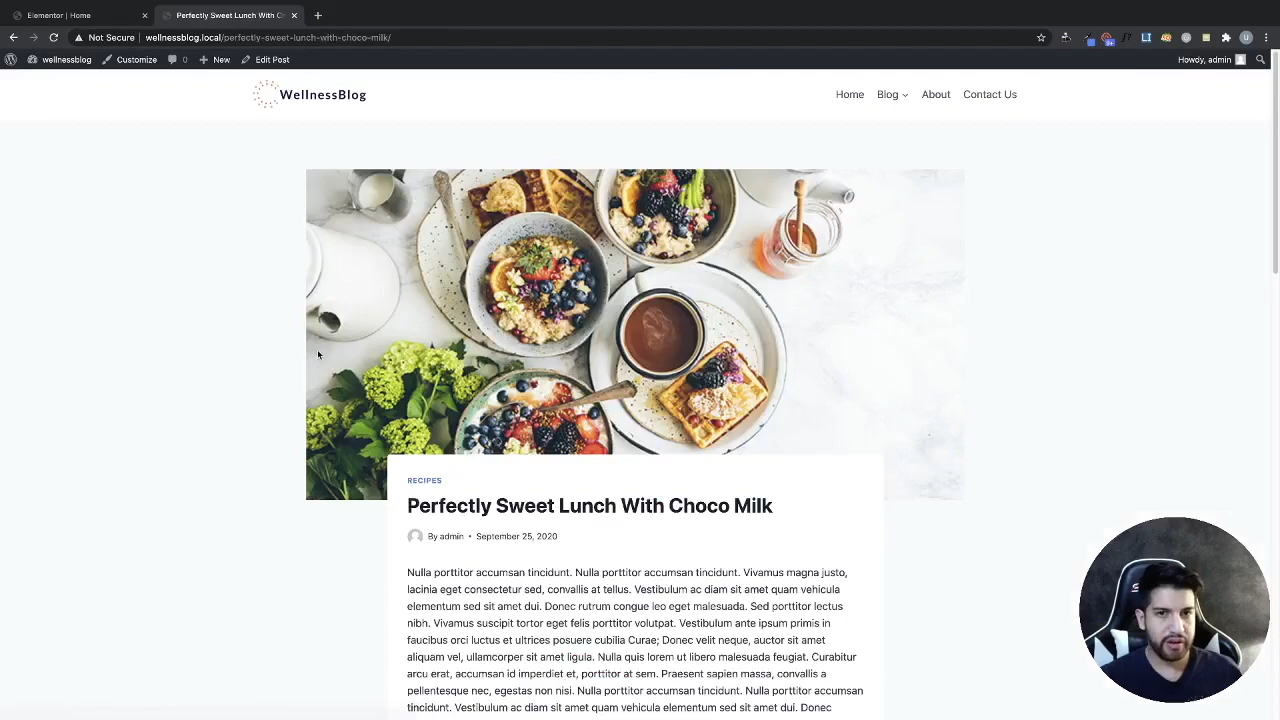 Elementor | Home
Perfectly Sweet Lunch With Ch
Not Secure | wellnessblog.local/perfectly-sweet-lunch-with-choco-milk/
wellnessblog Customize 0 New Edit Post Howdy, admin
WellnessBlog
Home Blog About Contact Us
RECIPES
Perfectly Sweet Lunch With Choco Milk
By admin • September 25, 2020
Nulla porttitor accumsan tincidunt. Nulla porttitor accumsan tincidunt. Vivamus magna justo,
lacinia eget consectetur sed, convallis at tellus. Vestibulum ac diam sit amet quam vehicula
elementum sed sit amet dui. Donec rutrum congue leo eget malesuada. Sed porttitor lectus
nibh. Vivamus suscipit tortor eget felis porttitor volutpat. Vestibulum ante ipsum primis in
faucibus orci luctus et ultrices posuere cubilia Curae; Donec velit neque, auctor sit amet
aliquam vel, ullamcorper sit amet ligula. Nulla quis lorem ut libero malesuada feugiat. Curabitur
arcu erat, accumsan id imperdiet et, porttitor at sem. Praesent sapien massa, convallis a
pellentesque nec, egestas non nisi. Nulla porttitor accumsan tincidunt. Nulla porttitor accumsan
tincidunt. Vestibulum ac diam sit amet quam vehicula elementum sed sit amet dui. Donec